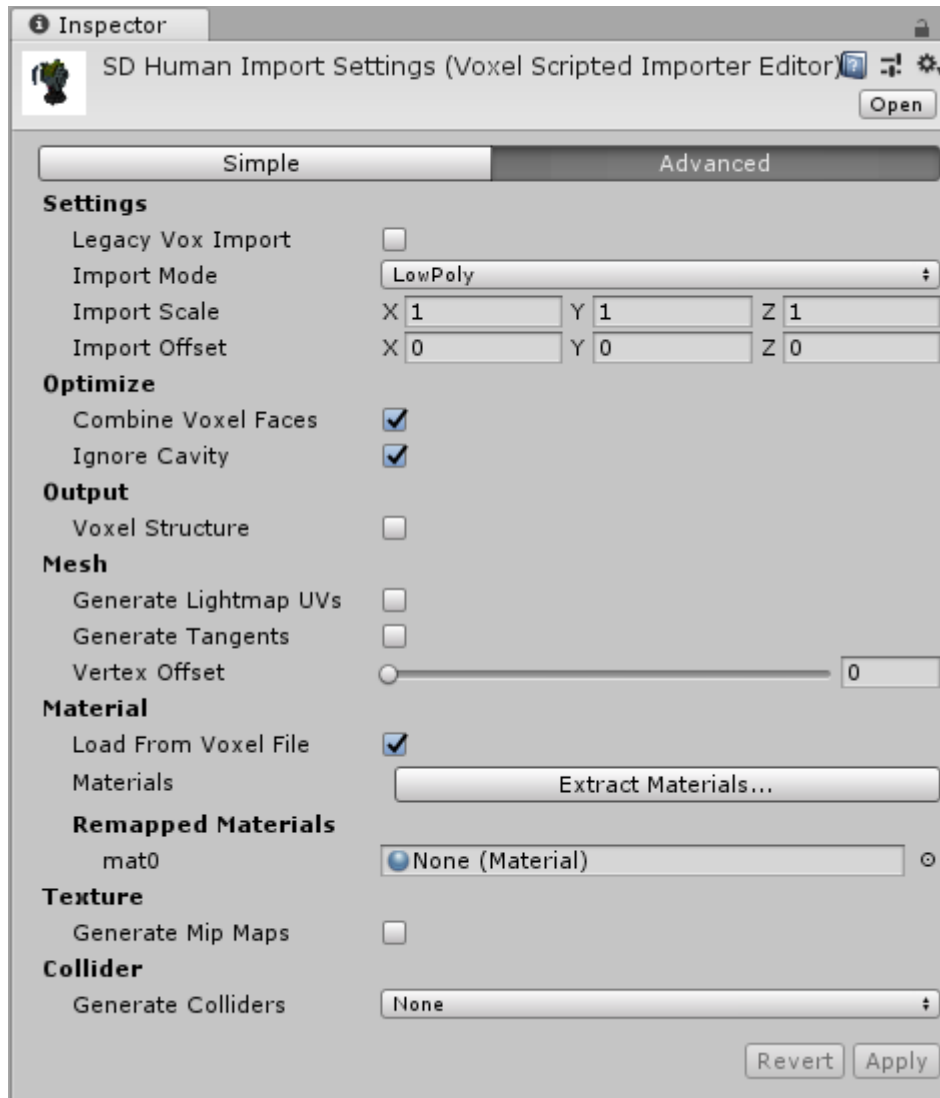 Inspector
SD Human Import Settings (Voxel Scripted Importer Editor)
Open
Simple Advanced
Settings
Legacy Vox Import
Import Mode LowPoly
Import Scale X 1 Y 1 Z 1
Import Offset X 0 Y 0 Z 0
Optimize
Combine Voxel Faces
Ignore Cavity
Output
Voxel Structure
Mesh
Generate Lightmap UVs
Generate Tangents
Vertex Offset 0
Material
Load From Voxel File
Materials Extract Materials...
Remapped Materials
mat0 None (Material)
Texture
Generate Mip Maps
Collider
Generate Colliders None
Revert Apply